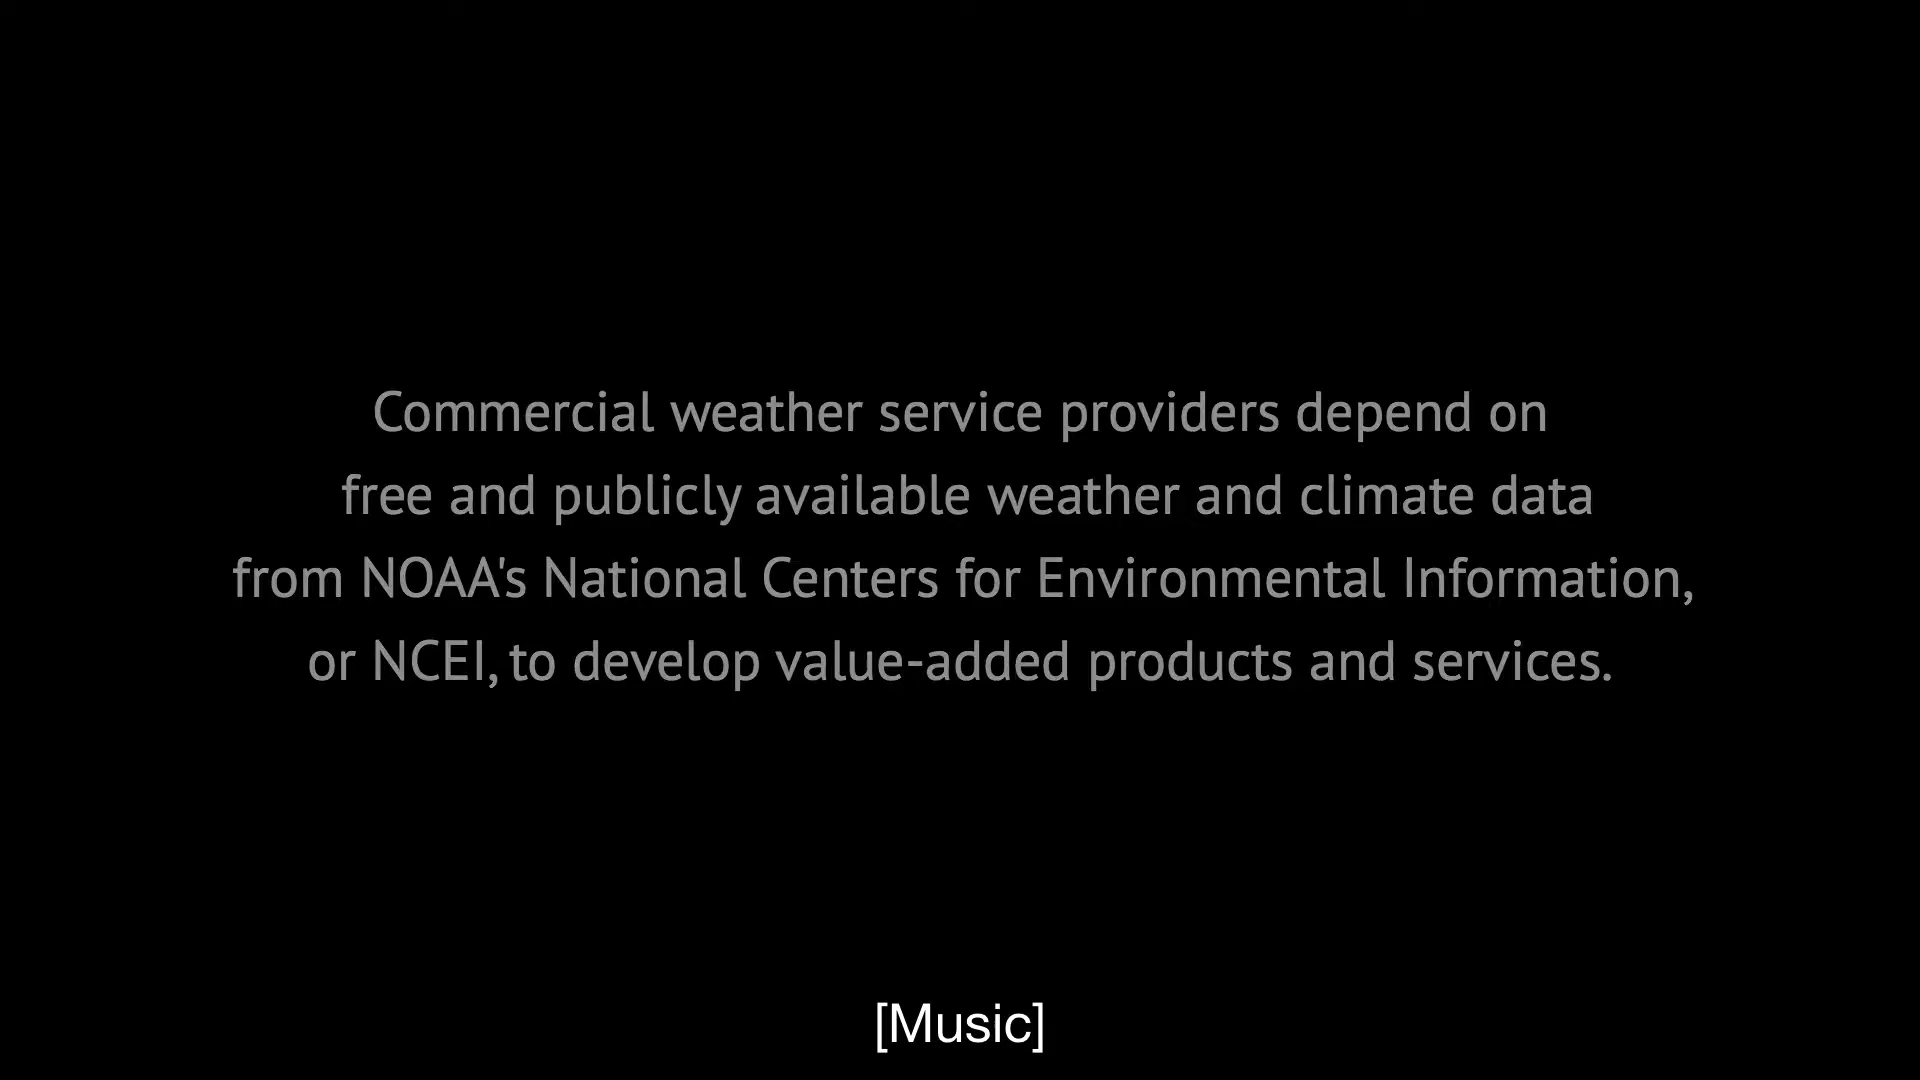 Commercial weather service providers depend on
free and publicly available weather and climate data
from NOAA's National Centers for Environmental Information,
or NCEI, to develop value-added products and services.
[Music]